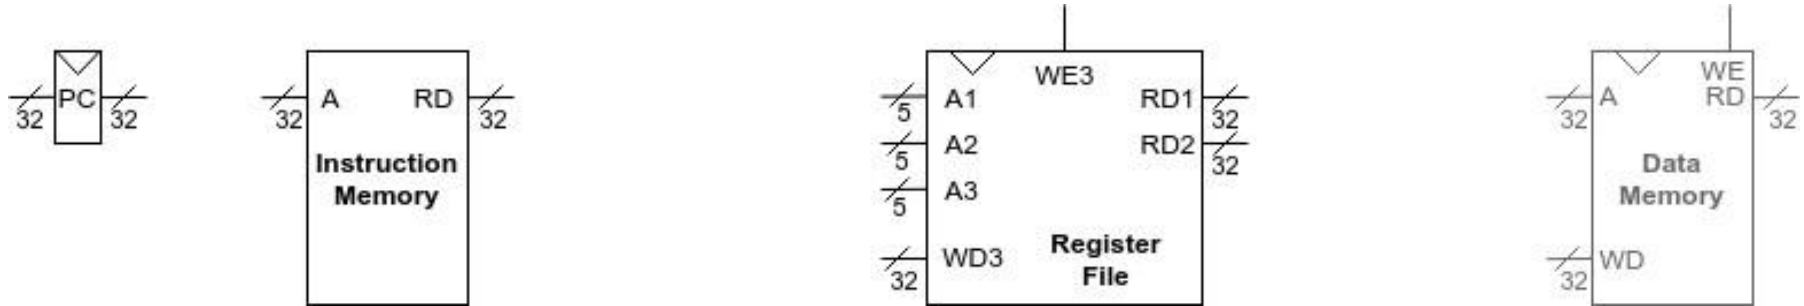 PC
32
32
A
RD
32
32
Instruction
Memory
WE3
A1
5
A2
5
A3
5
WD3
32
RD1
32
RD2
32
Register
File
WE
A
RD
32
32
Data
Memory
WD
32